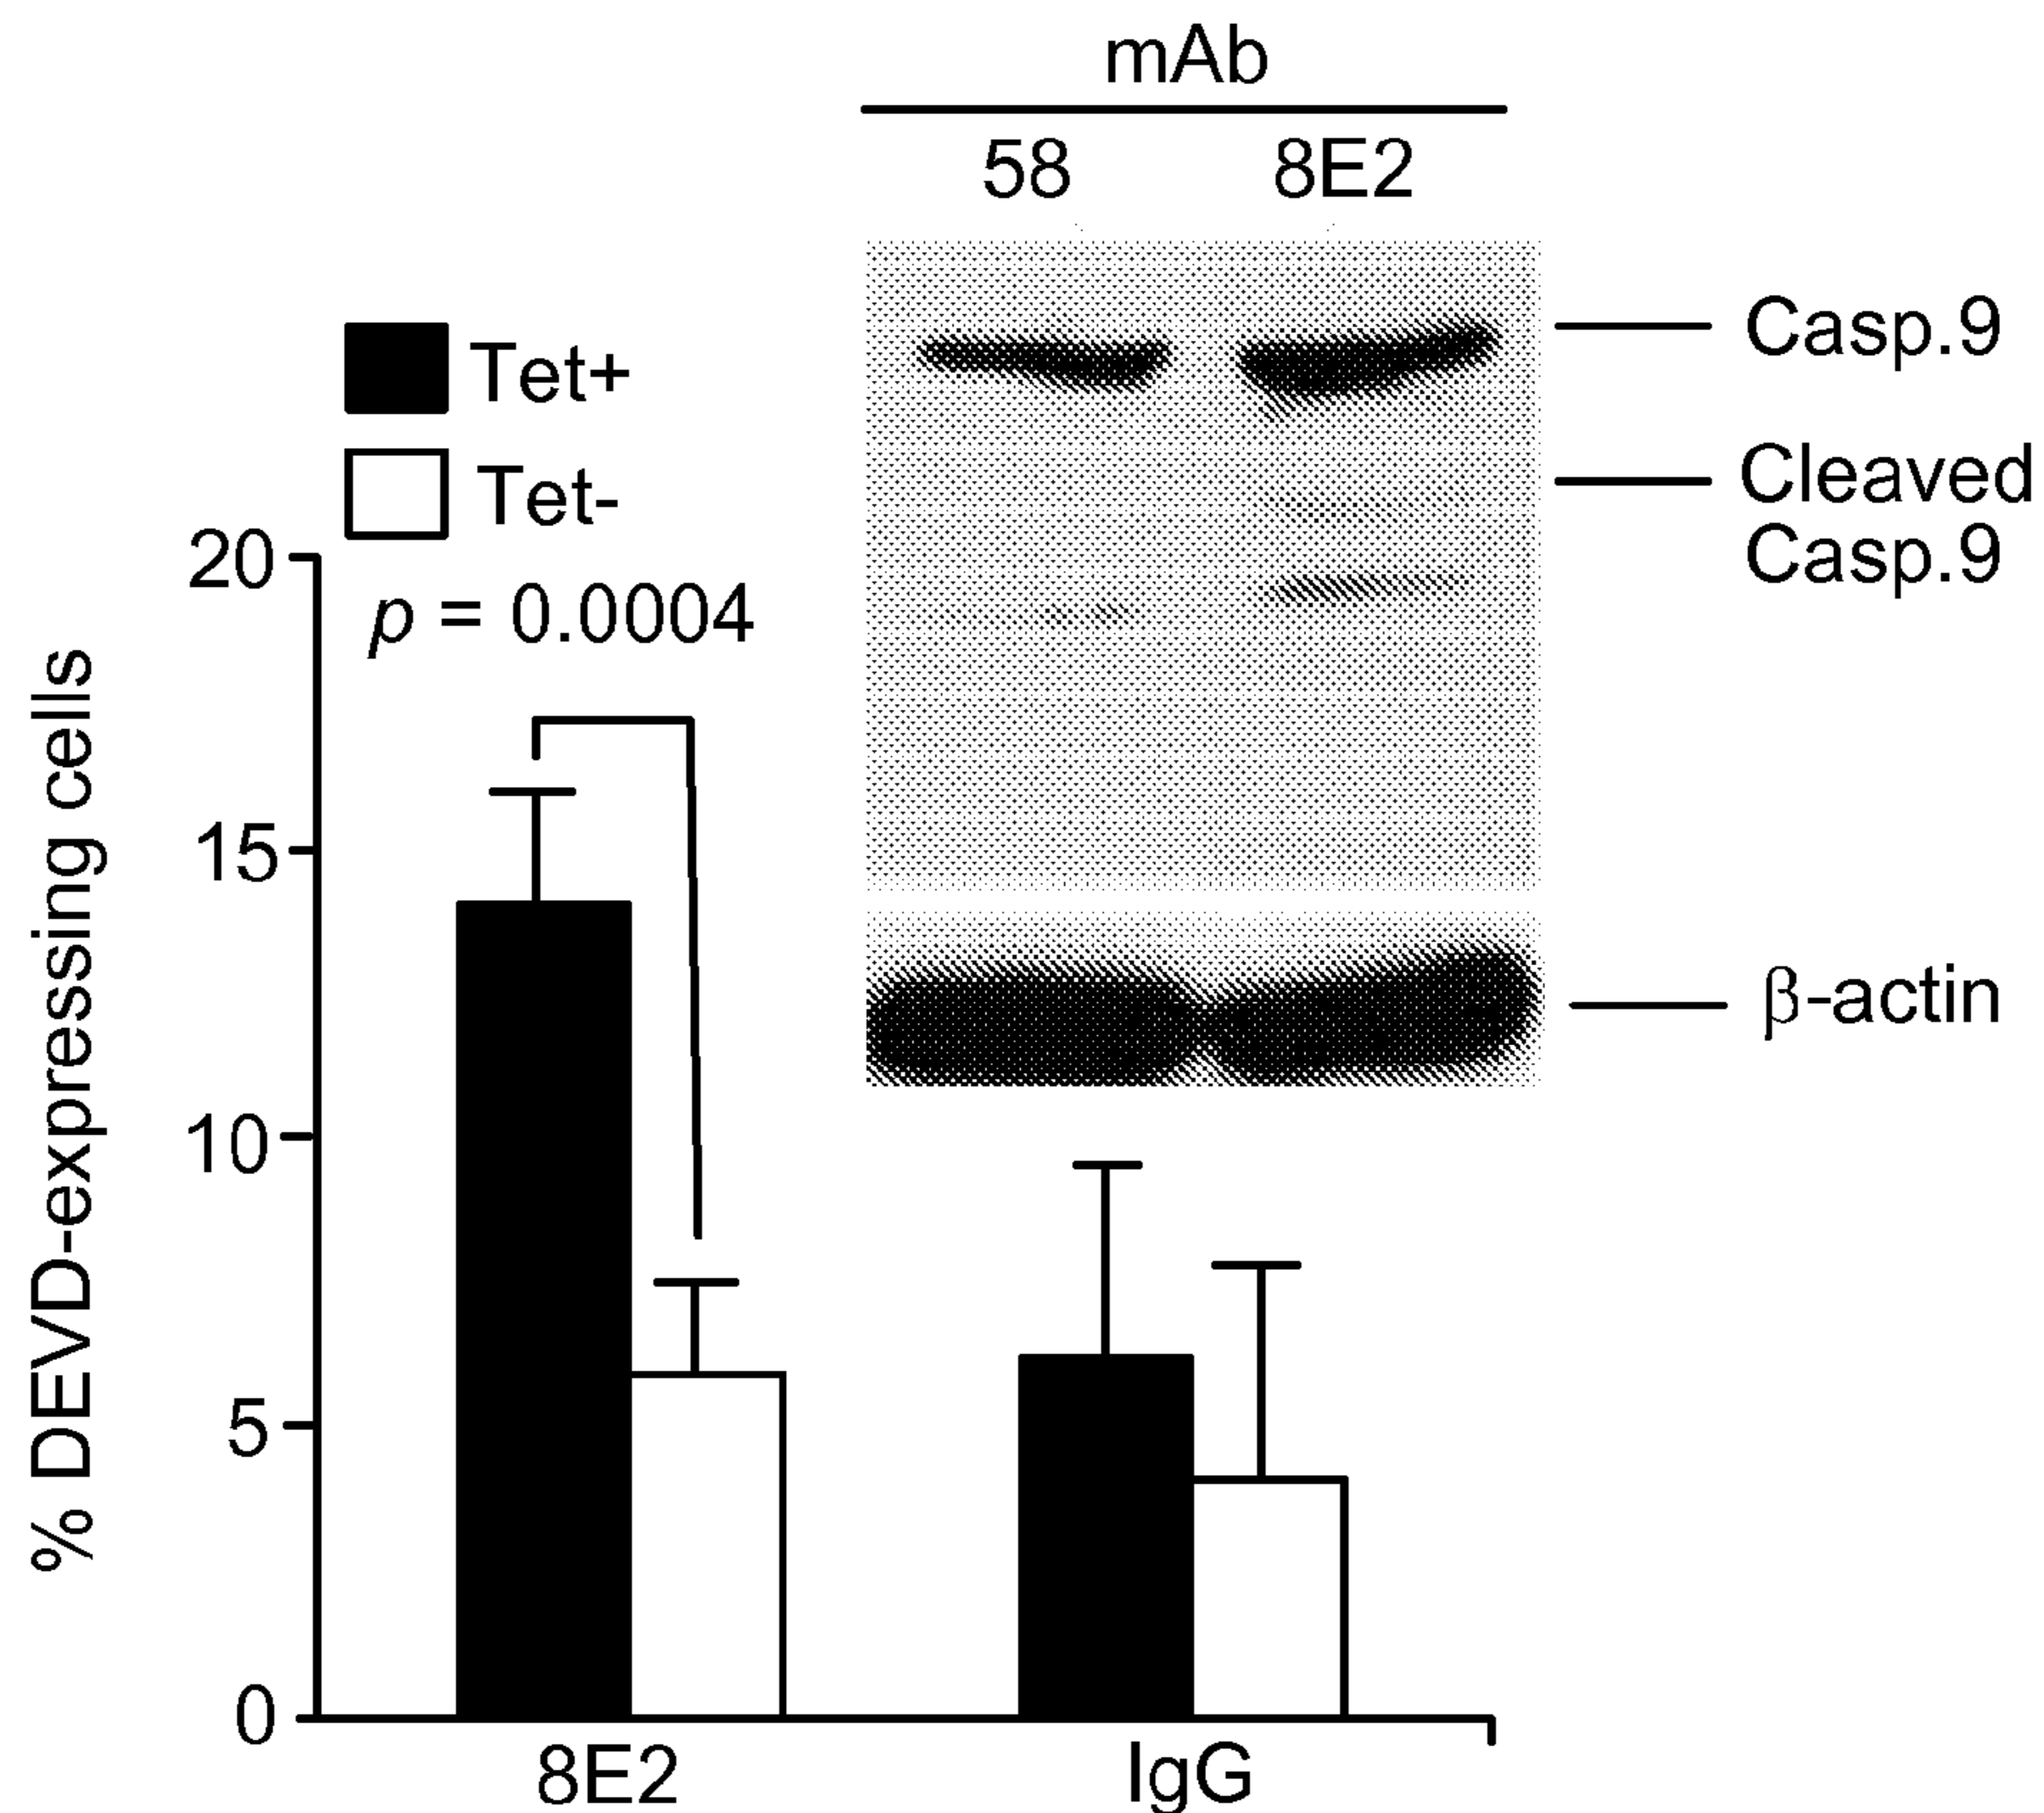 mAb
58 8E2
Casp.9
Cleaved
Casp.9
β-actin
Tet+
Tet-
p = 0.0004
% DEVD-expressing cells
20
15
10
5
0
8E2 IgG